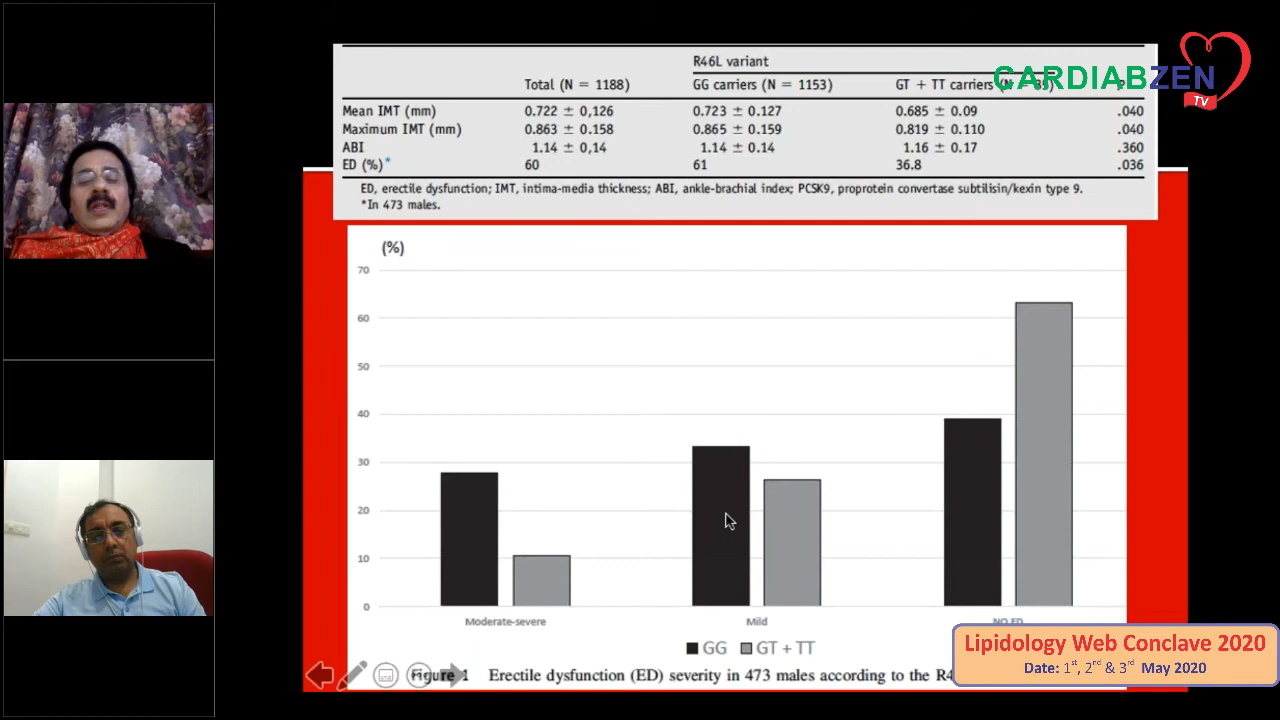 CARDIABZEN
TV
R46L variant
Total (N = 1188) GG carriers (N = 1153) GT + TT carriers
Mean IMT (mm) 0.722 ± 0,126 0.723 ± 0.127 0.685 ± 0.09 .040
Maximum IMT (mm) 0.863 ± 0.158 0.865 ± 0.159 0.819 ± 0.110 .040
ABI 1.14 ± 0,14 1.14 ± 0.14 1.16 ± 0.17 .360
ED (%)* 60 61 36.8 .036
ED, erectile dysfunction; IMT, intima-media thickness; ABI, ankle-brachial index; PCSK9, proprotein convertase subtilisin/kexin type 9.
*In 473 males.
(%)
70
60
50
40
30
20
10
0
Moderate-severe Mild NO ED
GG GT + TT
Figure 1 Erectile dysfunction (ED) severity in 473 males according to the R4
Lipidology Web Conclave 2020
Date: 1st, 2nd & 3rd May 2020